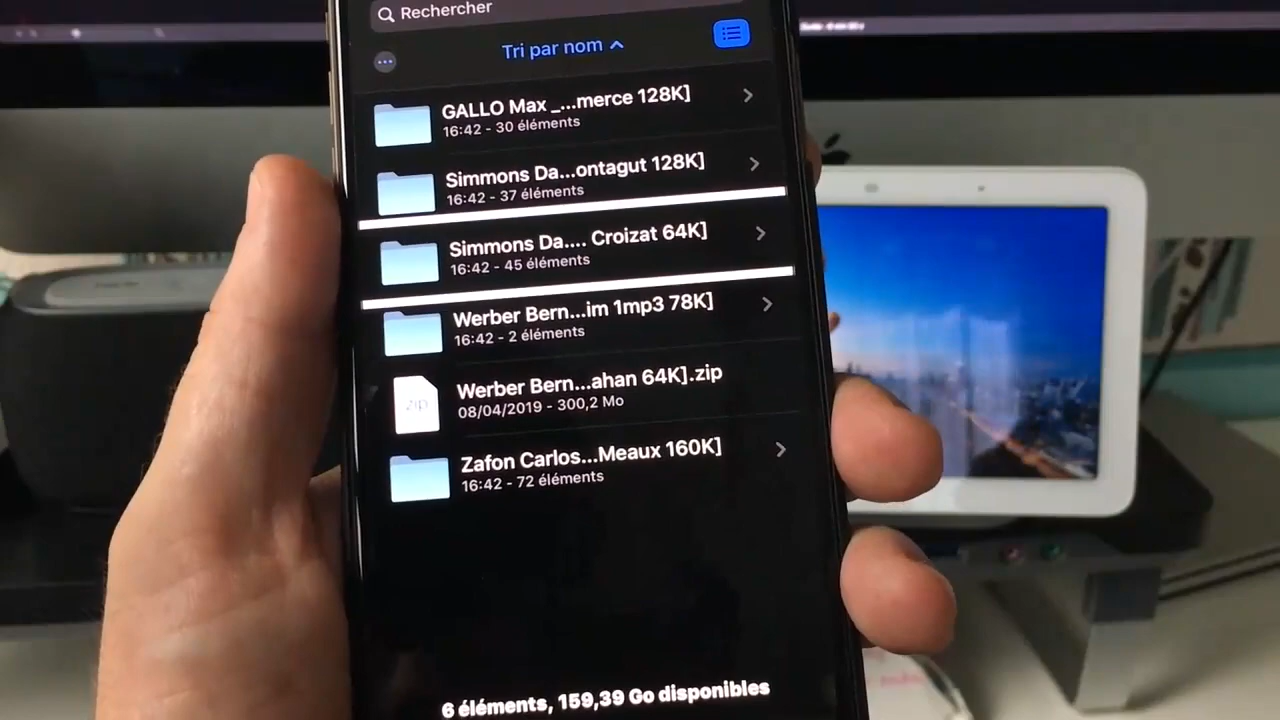 Rechercher
Tri par nom
GALLO Max _...merce 128K]
16:42 - 30 éléments
Simmons Da...ontagut 128K]
16:42 - 37 éléments
Simmons Da.... Croizat 64K]
16:42 - 45 éléments
Werber Bern...im 1mp3 78K]
16:42 - 2 éléments
Werber Bern...ahan 64K].zip
zip
08/04/2019 - 300,2 Mo
Zafon Carlos...Meaux 160K]
16:42 - 72 éléments
6 éléments, 159,39 Go disponibles